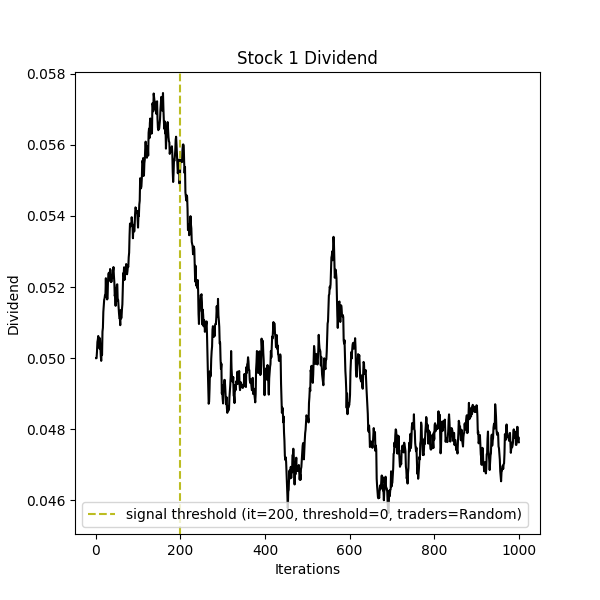 Stock 1 Dividend
0.058
0.056
0.054
0.052
0.050
0.048
0.046
Dividend
signal threshold (it=200, threshold=0, traders=Random)
0 200 400 600 800 1000
Iterations